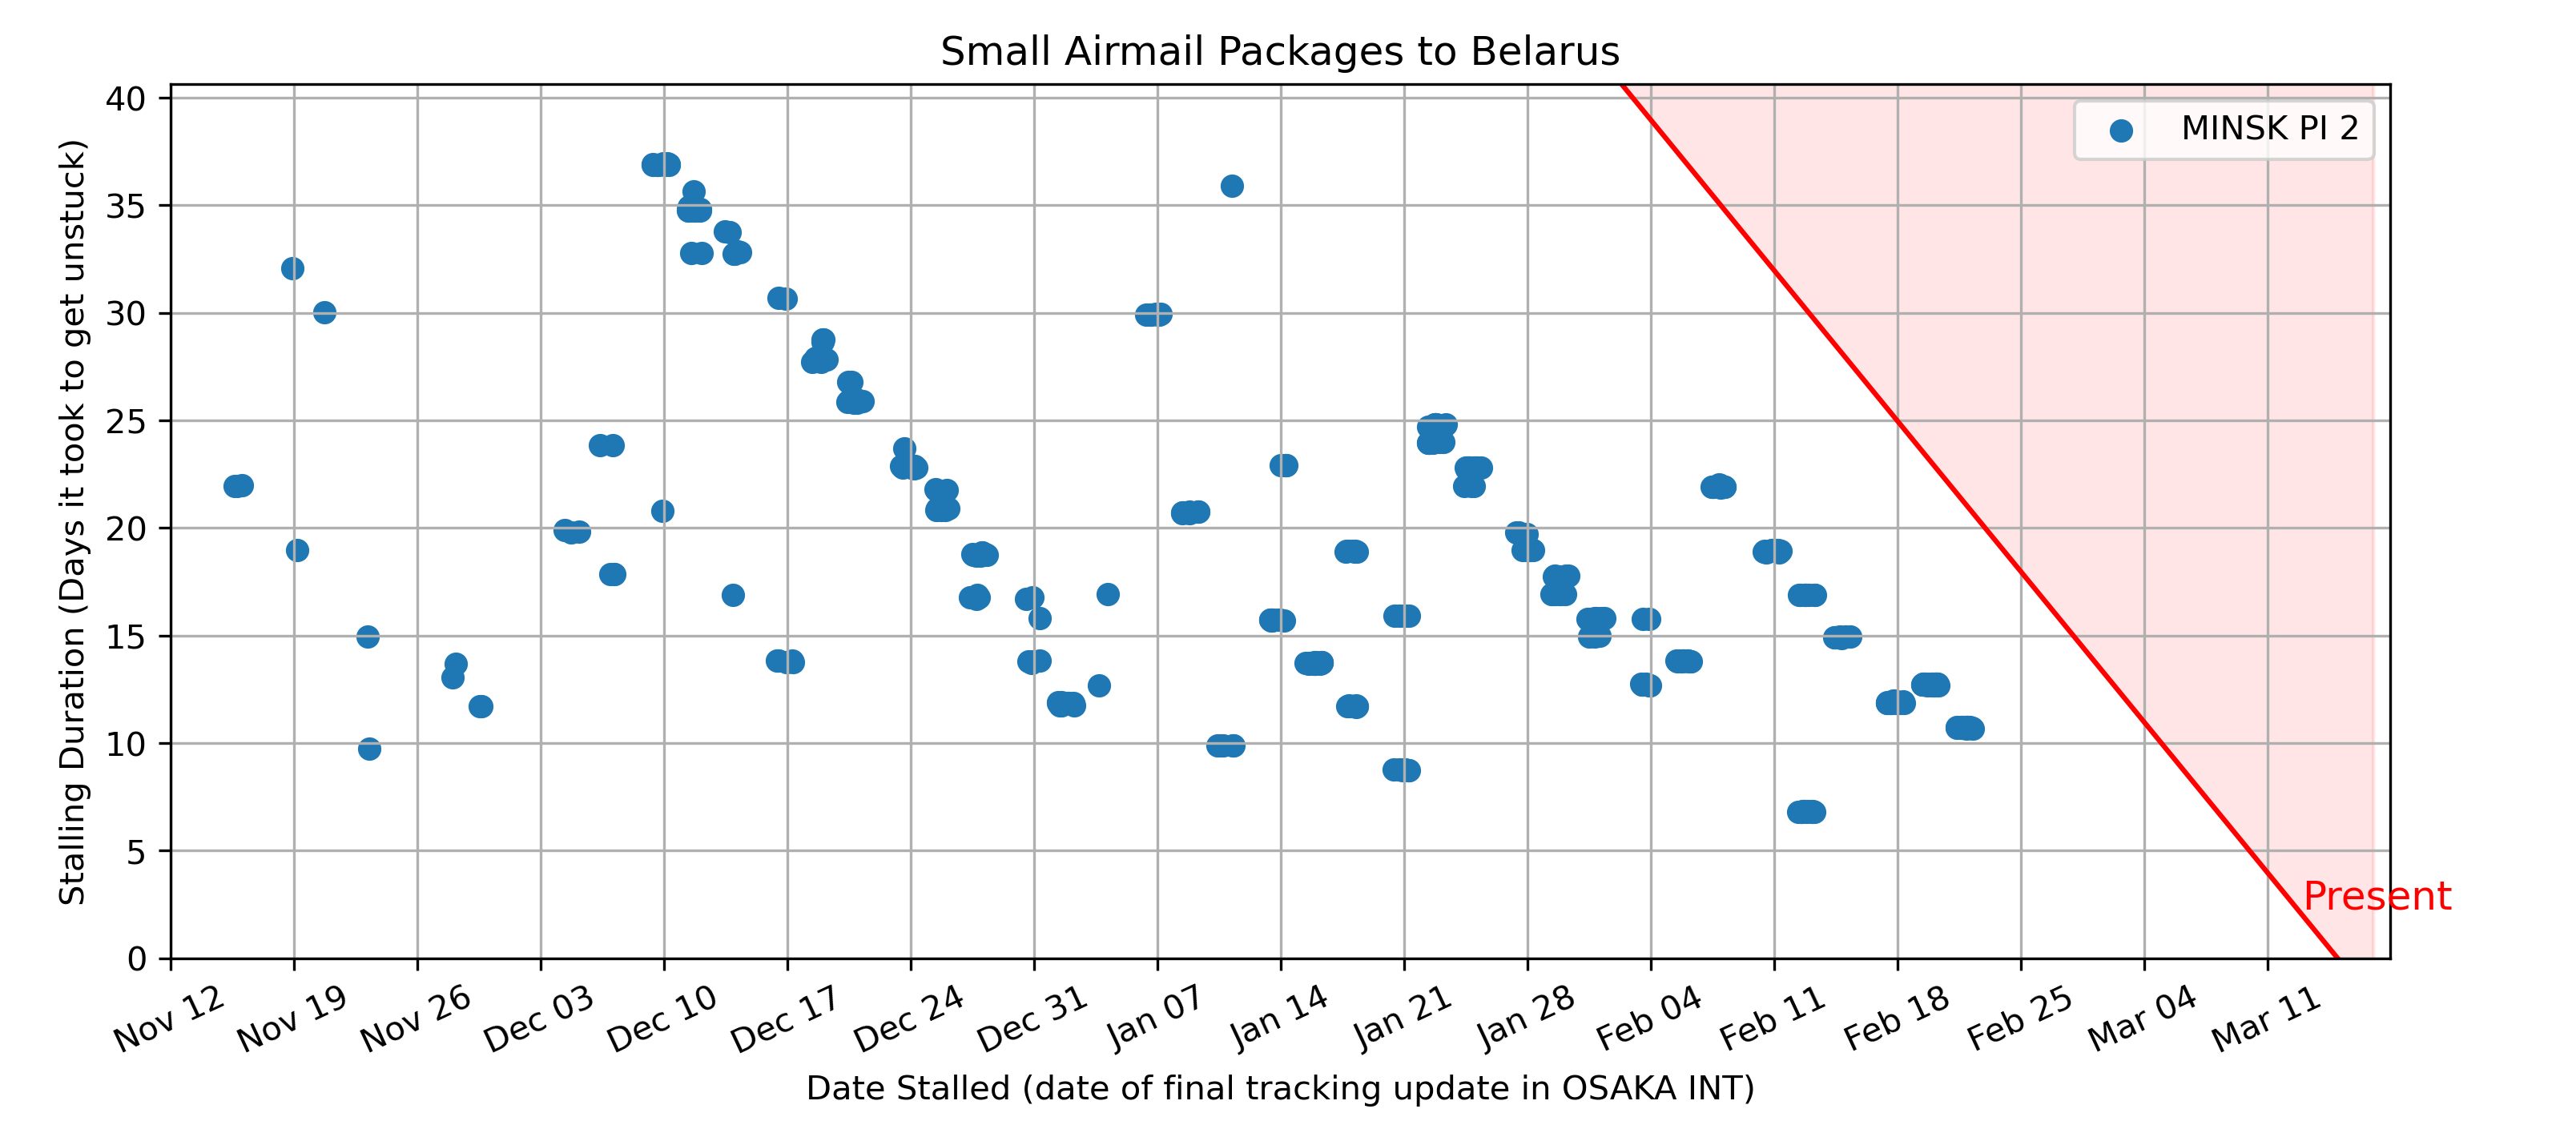 Small Airmail Packages to Belarus
MINSK PI 2
Stalling Duration (Days it took to get unstuck)
40
35
30
25
20
15
10
5
0
Present
Nov 12
Nov 19
Nov 26
Dec 03
Dec 10
Dec 17
Dec 24
Dec 31
Jan 07
Jan 14
Jan 21
Jan 28
Feb 04
Feb 11
Feb 18
Feb 25
Mar 04
Mar 11
Date Stalled (date of final tracking update in OSAKA INT)